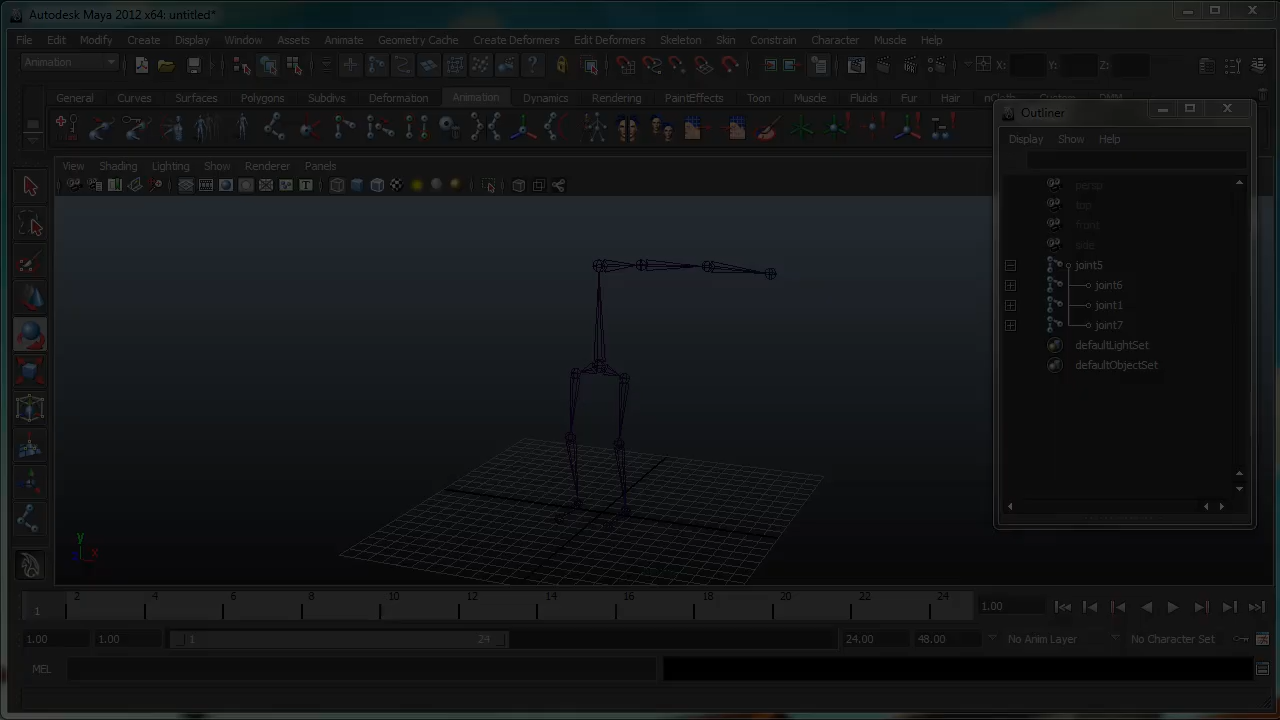 Autodesk Maya 2012 x64: untitled*
File Edit Modify Create Display Window Assets Animate Geometry Cache Create Deformers Edit Deformers Skeleton Skin Constrain Character Muscle Help
Animation X: Y: Z:
General Curves Surfaces Polygons Subdivs Deformation Animation Dynamics Rendering PaintEffects Toon Muscle Fluids Fur Hair
Outliner
Display Show Help
View Shading Lighting Show Renderer Panels
persp
top
front
side
joint5
joint6
joint1
joint7
defaultLightSet
defaultObjectSet
y
x
1 2 4 6 8 10 12 14 16 18 20 22 24 1.00
1.00 1.00 1 24 24.00 48.00 No Anim Layer No Character Set
MEL